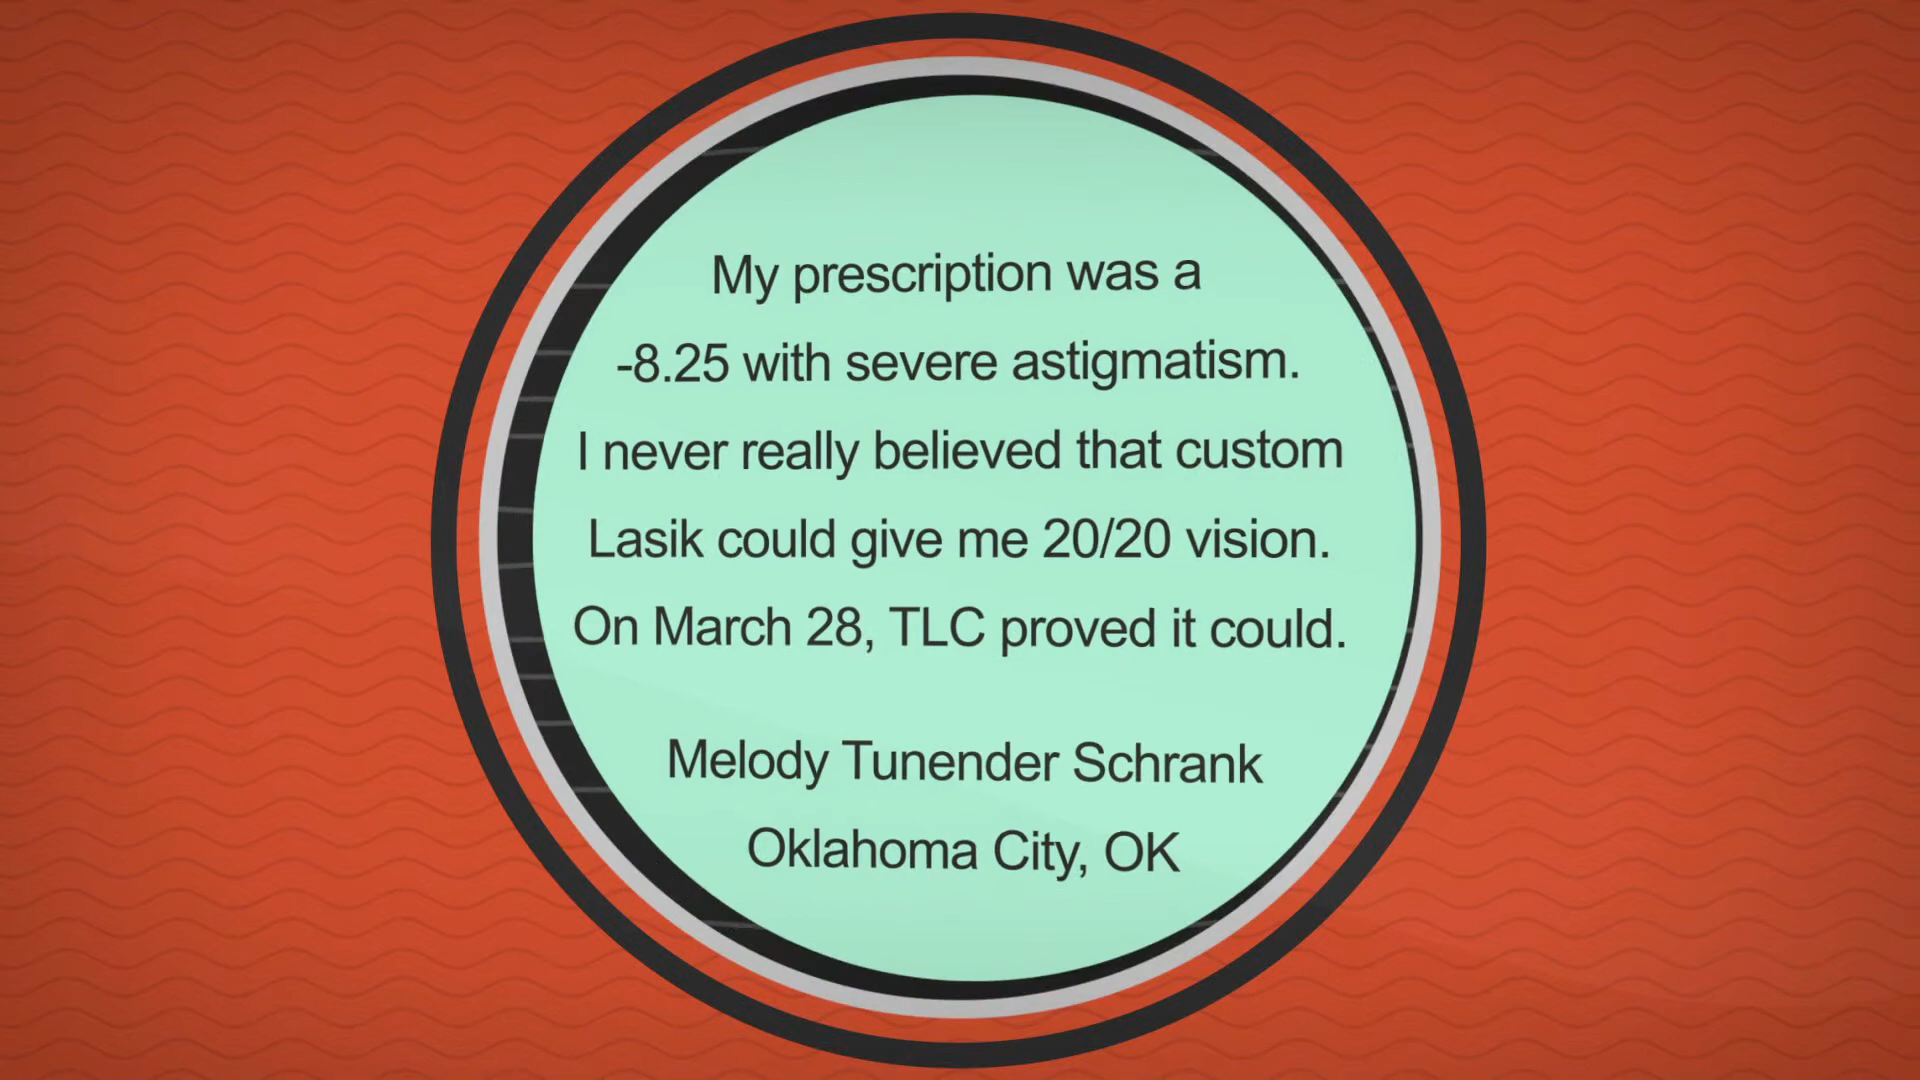 My prescription was a
-8.25 with severe astigmatism.
I never really believed that custom
Lasik could give me 20/20 vision.
On March 28, TLC proved it could.
Melody Tunender Schrank
Oklahoma City, OK